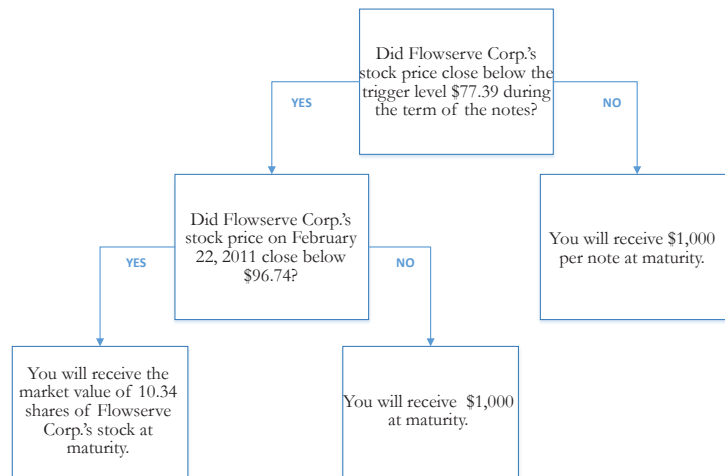 Did Flowserve Corp.'s
stock price close below the
trigger level $77.39 during
the term of the notes?
YES
NO
Did Flowserve Corp.'s
stock price on February
22, 2011 close below
$96.74?
You will receive $1,000
per note at maturity.
YES
NO
You will receive the
market value of 10.34
shares of Flowserve
Corp.'s stock at
maturity.
You will receive $1,000
at maturity.